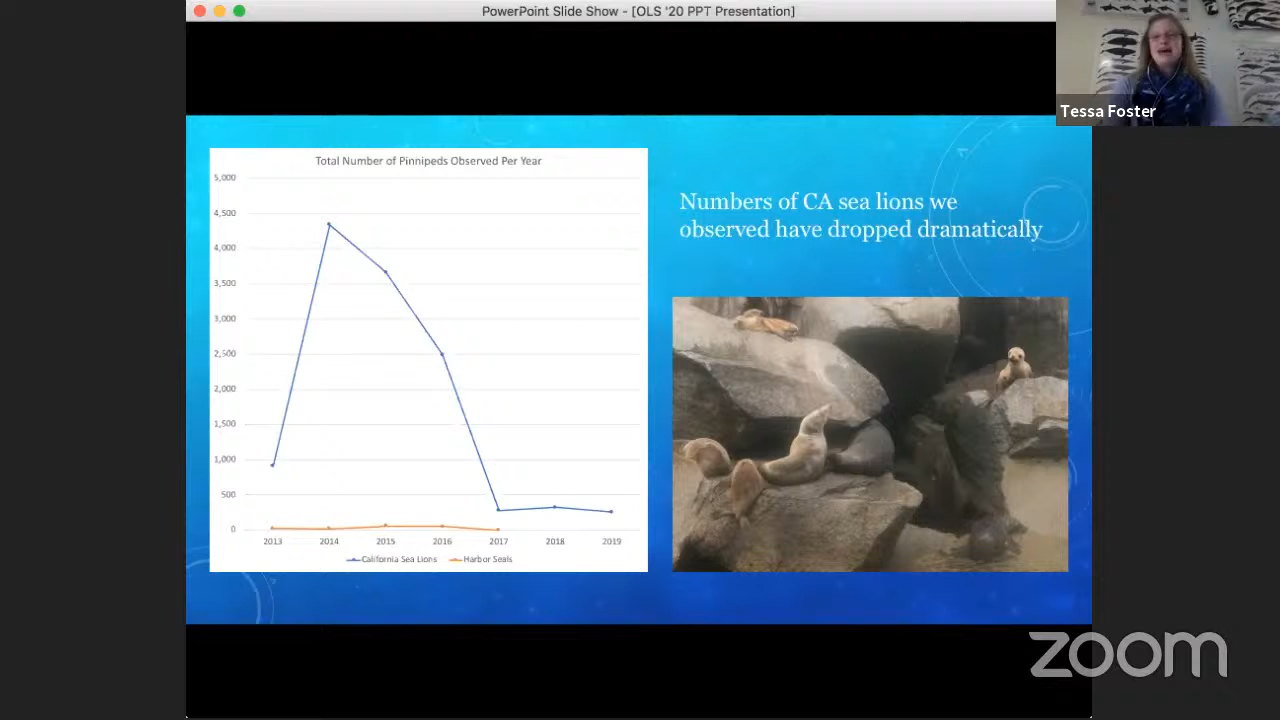 PowerPoint Slide Show - [OLS '20 PPT Presentation]
Tessa Foster
Total Number of Pinnipeds Observed Per Year
5,000
4,500
4,000
3,500
3,000
2,500
2,000
1,500
1,000
500
0
2013 2014 2015 2016 2017 2018 2019
California Sea Lions Harbor Seals
Numbers of CA sea lions we
observed have dropped dramatically
zoom